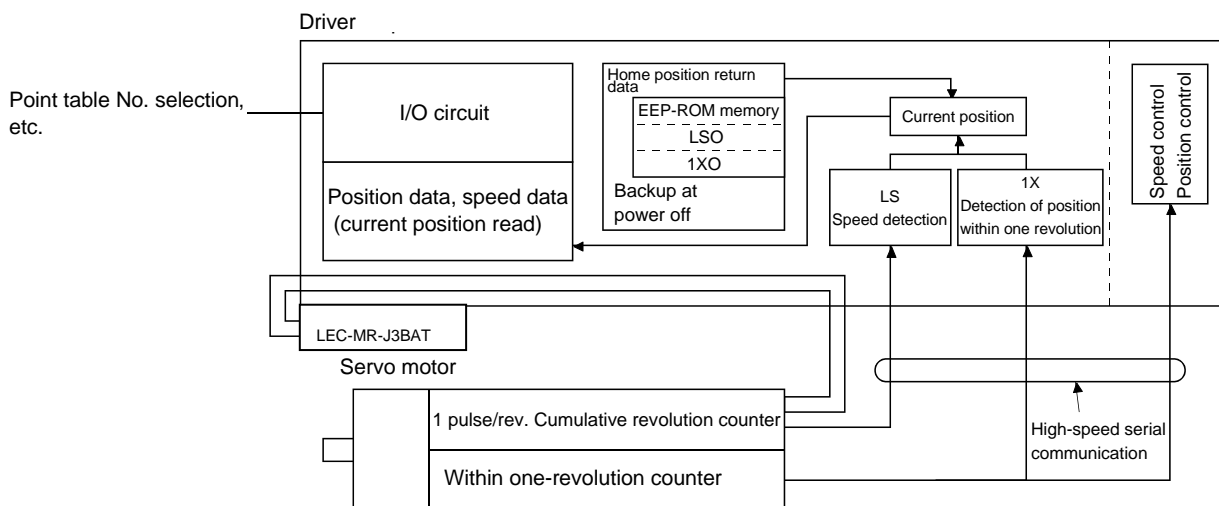 Driver
Point table No. selection,
etc.
I/O circuit
Position data, speed data
(current position read)
Home position return
data
EEP-ROM memory
LSO
1XO
Backup at
power off
Current position
LS
Speed detection
1X
Detection of position
within one revolution
Speed control
Position control
LEC-MR-J3BAT
Servo motor
1 pulse/rev. Cumulative revolution counter
Within one-revolution counter
High-speed serial
communication